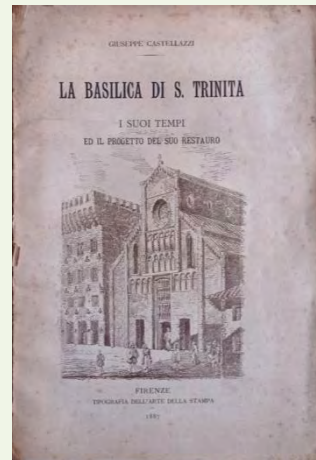 GIUSEPPE CASTELLAZZI
LA BASILICA DI S. TRINITA
I SUOI TEMPI
ED IL PROGETTO DEL SUO RESTAURO
FIRENZE
TIPOGRAFIA DELL'ARTE DELLA STAMPA
1887